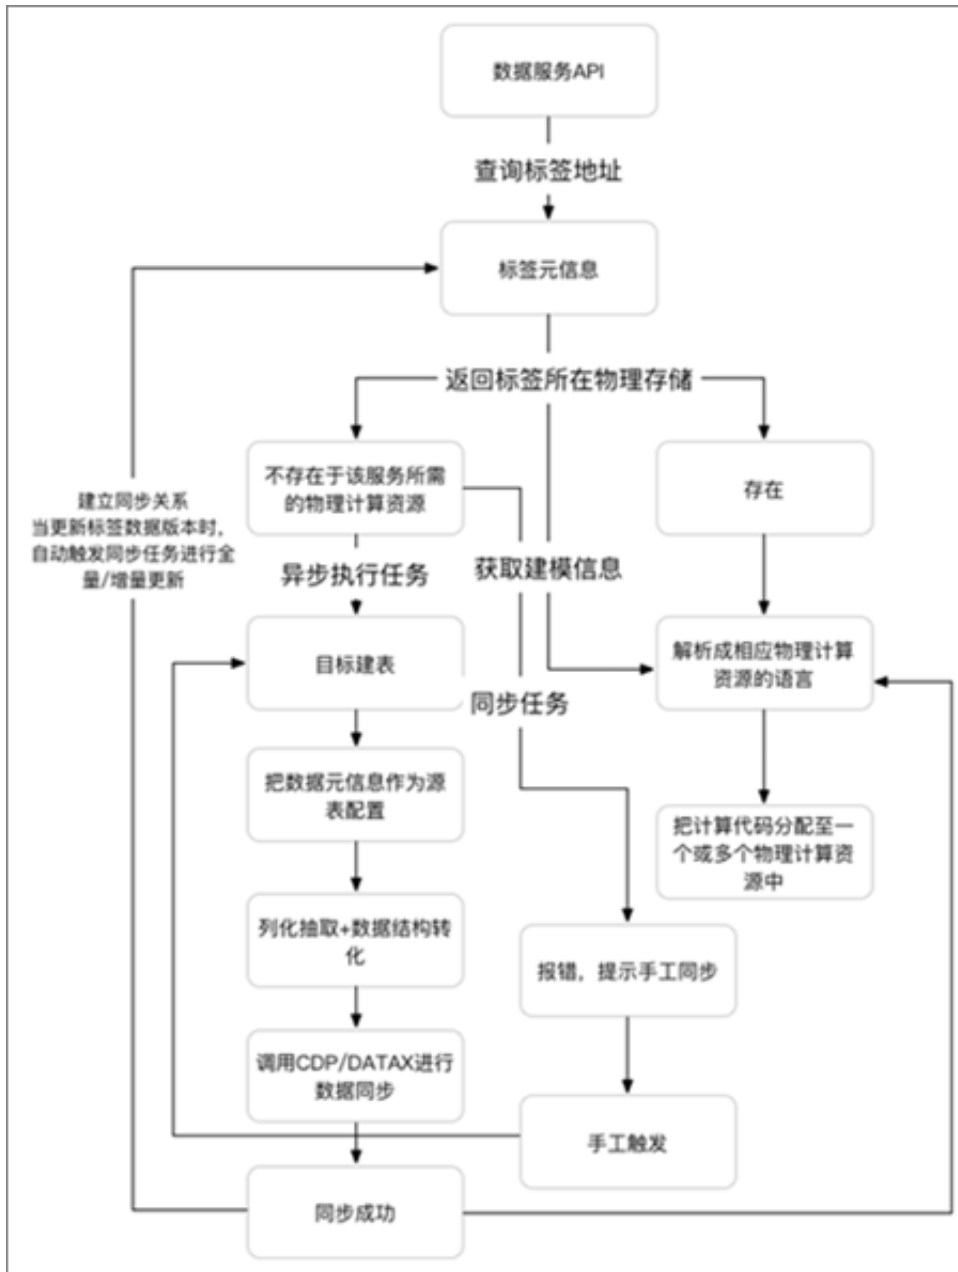 数据服务API
查询标签地址
标签元信息
返回标签所在物理存储
不存在于该服务所需
的物理计算资源
存在
建立同步关系
当更新标签数据版本时，
自动触发同步任务进行全
量/增量更新
异步执行任务
获取建模信息
目标建表
解析成相应物理计算
资源的语言
同步任务
把数据元信息作为源
表配置
把计算代码分配至一
个或多个物理计算资
源中
列化抽取+数据结构转
化
报错，提示手工同步
调用CDP/DATAX进行
数据同步
手工触发
同步成功